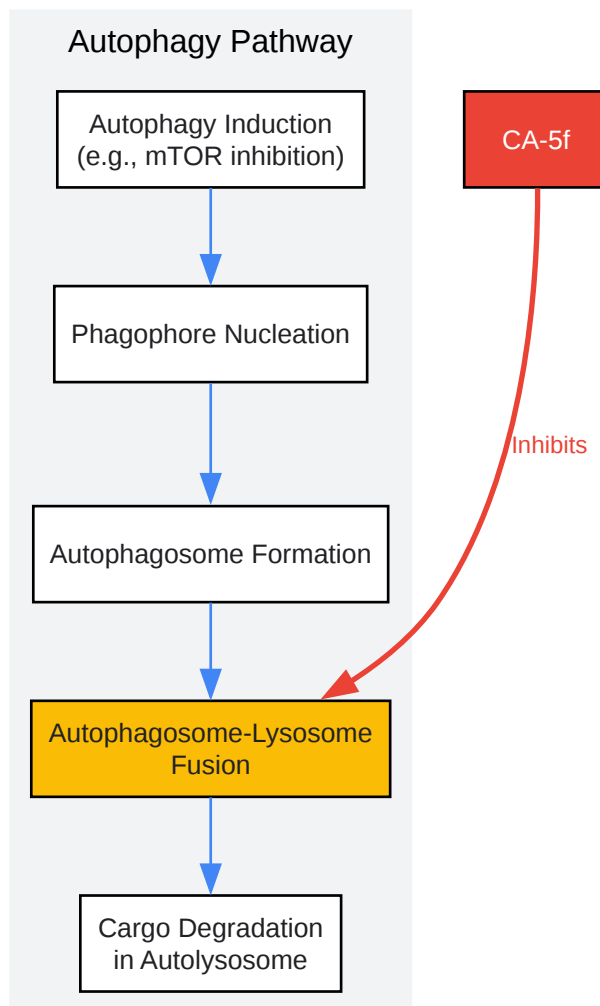 Autophagy Pathway
Autophagy Induction
(e.g., mTOR inhibition)
CA-5f
Phagophore Nucleation
Inhibits
Autophagosome Formation
Autophagosome-Lysosome
Fusion
Cargo Degradation
in Autolysosome